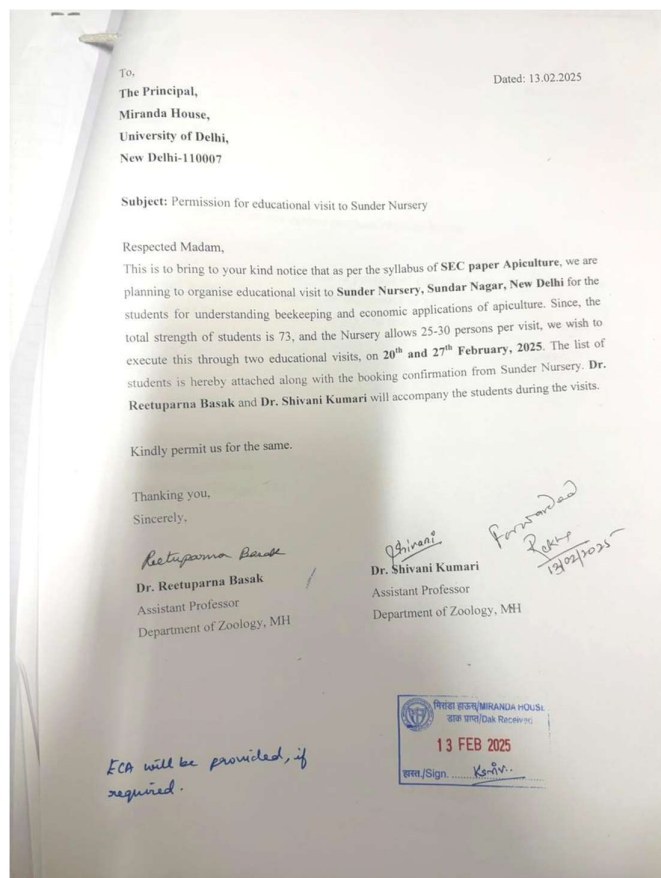 To,
Dated: 13.02.2025
The Principal,
Miranda House,
University of Delhi,
New Delhi-110007
Subject: Permission for educational visit to Sunder Nursery
Respected Madam,
This is to bring to your kind notice that as per the syllabus of SEC paper Apiculture, we are
planning to organise educational visit to Sunder Nursery, Sundar Nagar, New Delhi for the
students for understanding beekeeping and economic applications of apiculture. Since, the
total strength of students is 73, and the Nursery allows 25-30 persons per visit, we wish to
execute this through two educational visits, on 20th and 27th February, 2025. The list of
students is hereby attached along with the booking confirmation from Sunder Nursery. Dr.
Reetuparna Basak and Dr. Shivani Kumari will accompany the students during the visits.
Kindly permit us for the same.
Thanking you,
Sincerely,
Reetuparna Basak
Dr. Reetuparna Basak
Assistant Professor
Department of Zoology, MH
Shivani
Dr. Shivani Kumari
Assistant Professor
Department of Zoology, MH
Forwarded
Rekha
13/02/2025
मिरांडा हाऊस/MIRANDA HOUSE
डाक प्राप्त/Dak Received
13 FEB 2025
हस्त./Sign.
ECA will be provided, if
required.